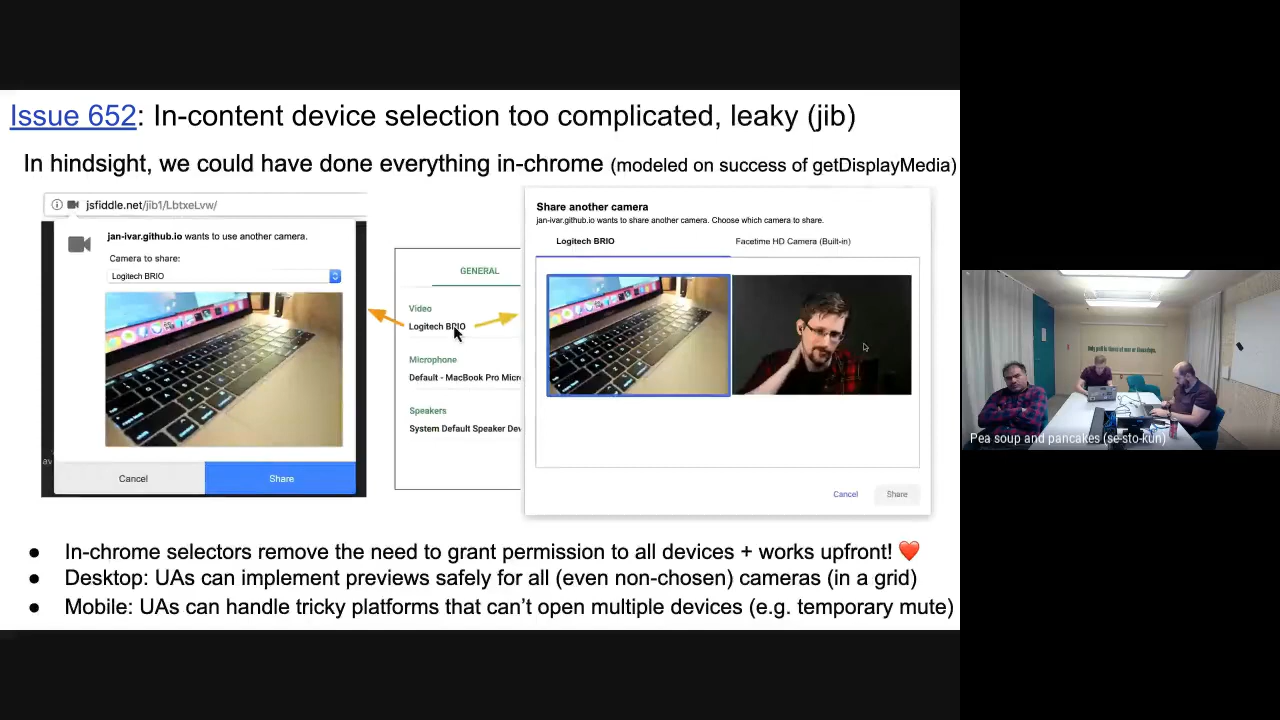 Issue 652: In-content device selection too complicated, leaky (jib)
In hindsight, we could have done everything in-chrome (modeled on success of getDisplayMedia)
jsfiddle.net/jib1/LbtxeLvw/
jan-ivar.github.io wants to use another camera.
Camera to share:
Logitech BRIO
Cancel
Share
GENERAL
Video
Logitech BRIO
Microphone
Default - MacBook Pro Micro
Speakers
System Default Speaker Dev
Share another camera
jan-ivar.github.io wants to share another camera. Choose which camera to share.
Logitech BRIO
Facetime HD Camera (Built-in)
Cancel
Share
● In-chrome selectors remove the need to grant permission to all devices + works upfront! ❤️
● Desktop: UAs can implement previews safely for all (even non-chosen) cameras (in a grid)
● Mobile: UAs can handle tricky platforms that can't open multiple devices (e.g. temporary mute)
Pea soup and pancakes (se-sto-kun)